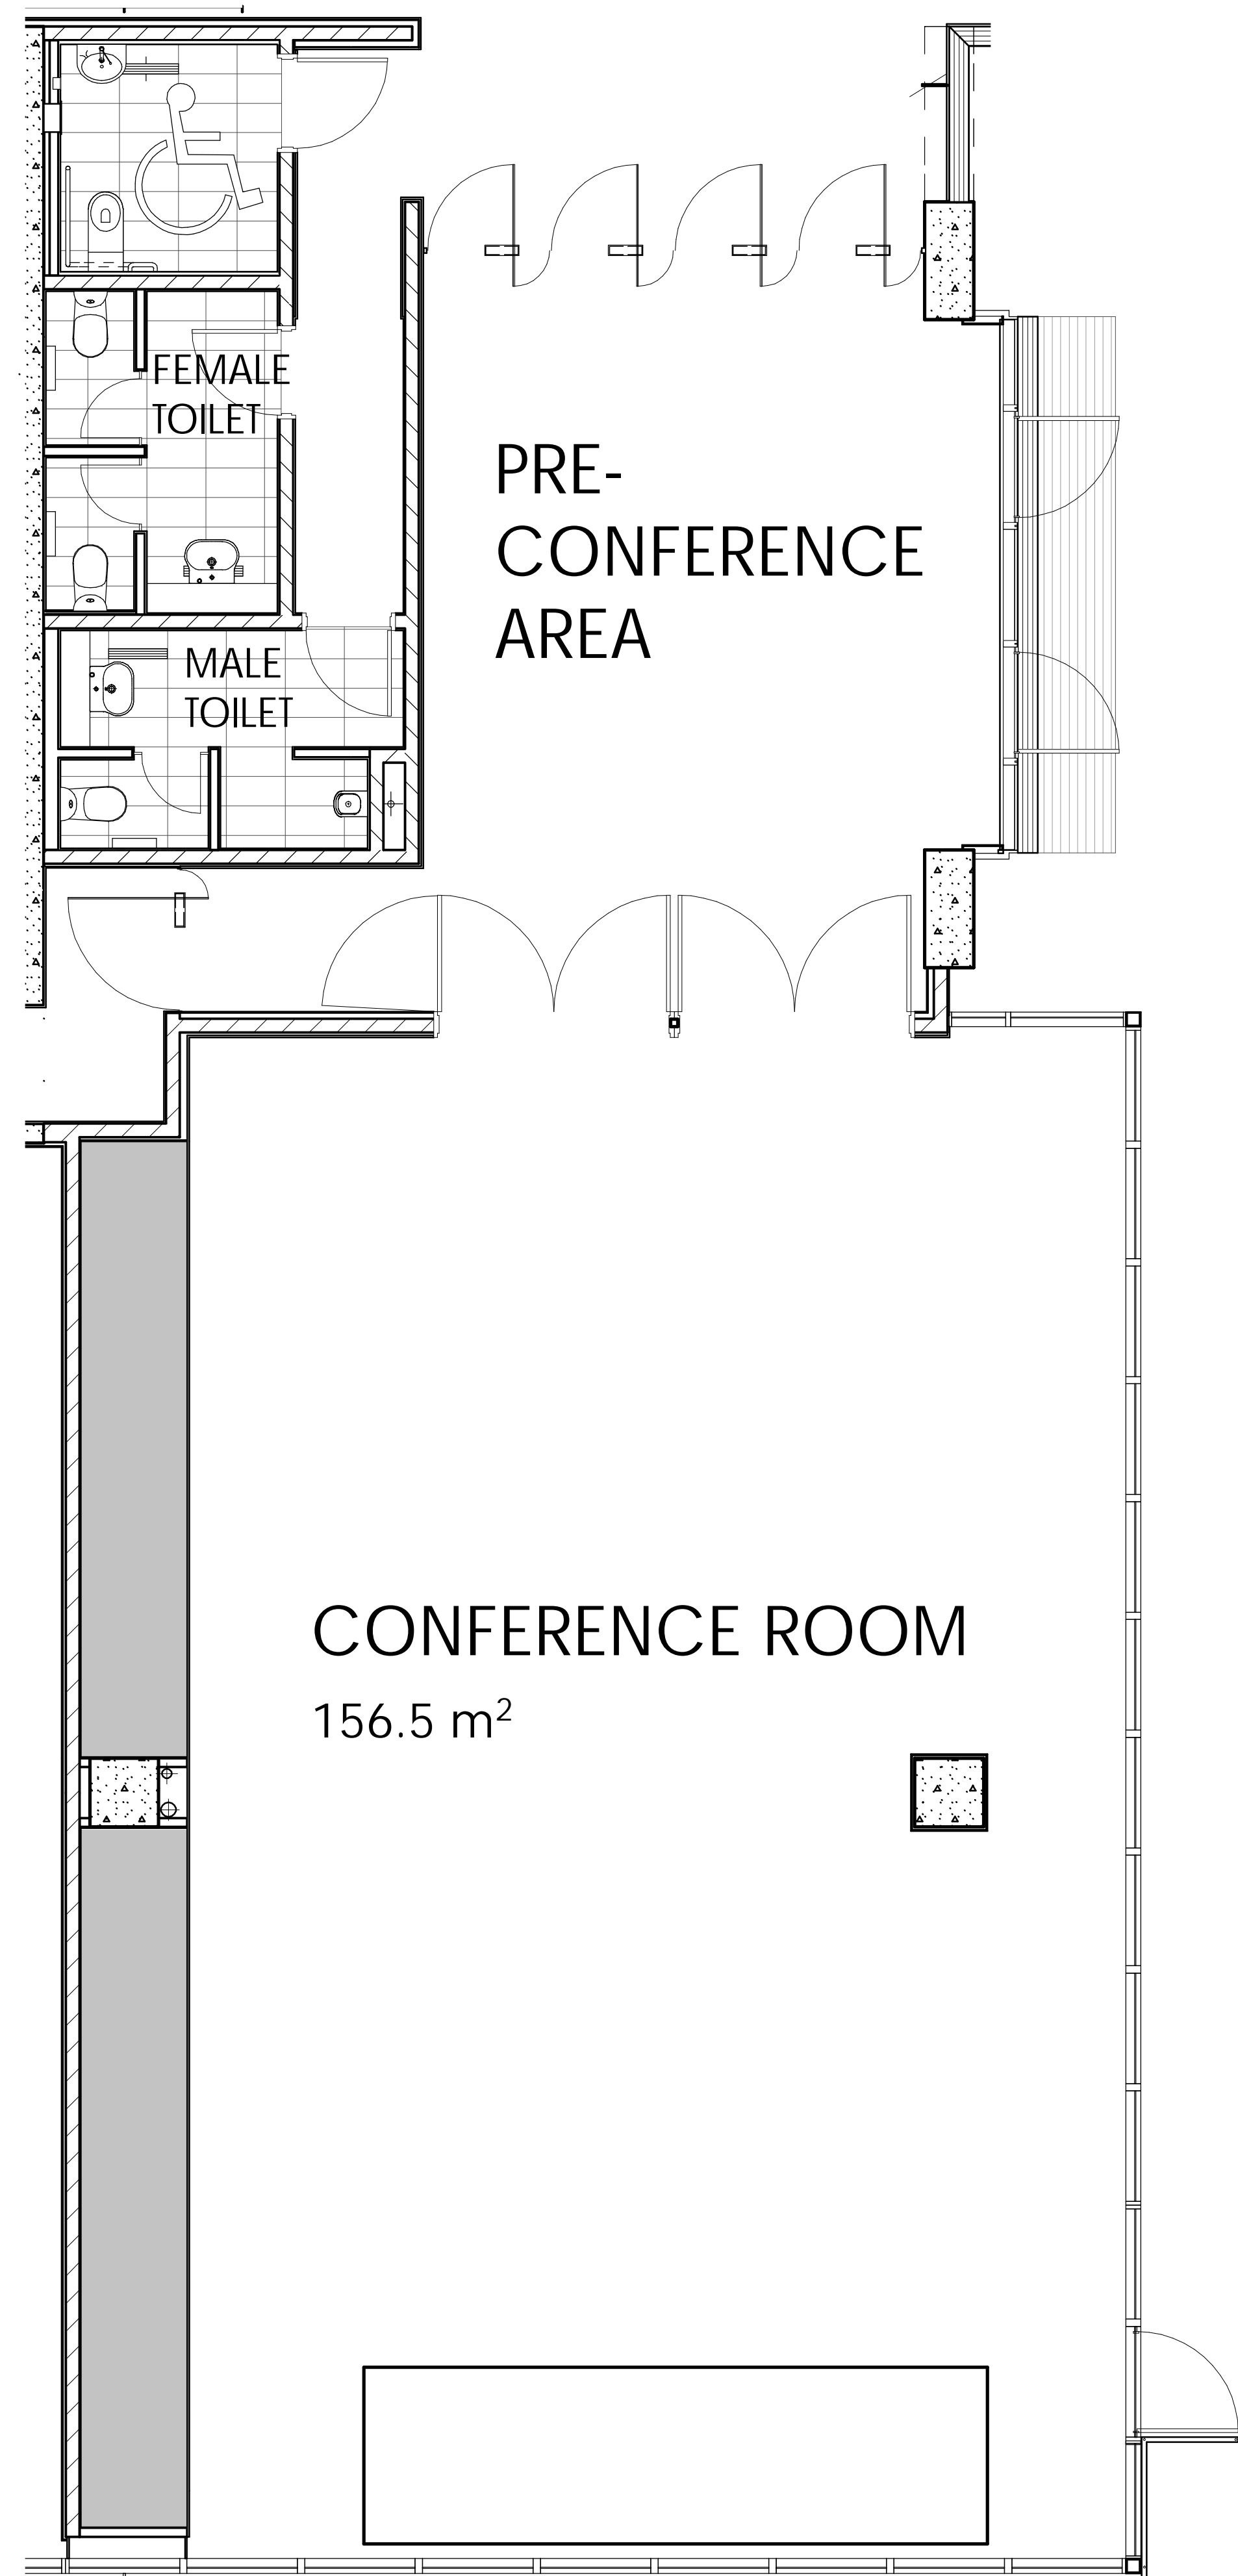 FEMALE
TOILET
PRE-
CONFERENCE
AREA
MALE
TOILET
CONFERENCE ROOM
156.5 m²